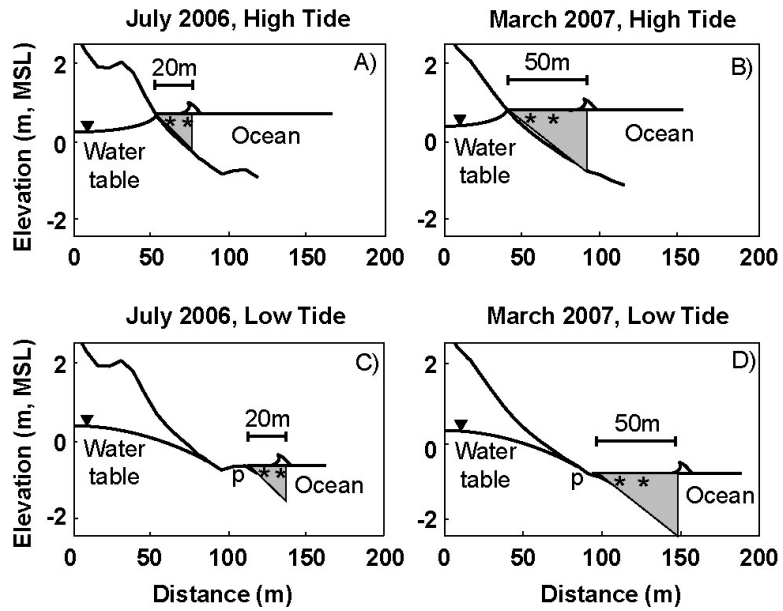 July 2006, High Tide
March 2007, High Tide
Elevation (m, MSL)
2
0
-2
20m
A)
* *
Ocean
Water
table
0 50 100 150 200
2
0
-2
50m
B)
* *
Ocean
Water
table
0 50 100 150 200
July 2006, Low Tide
March 2007, Low Tide
Elevation (m, MSL)
2
0
-2
C)
20m
Water
table
p
* *
Ocean
0 50 100 150 200
Distance (m)
2
0
-2
D)
50m
Water
table
p
* *
Ocean
0 50 100 150 200
Distance (m)